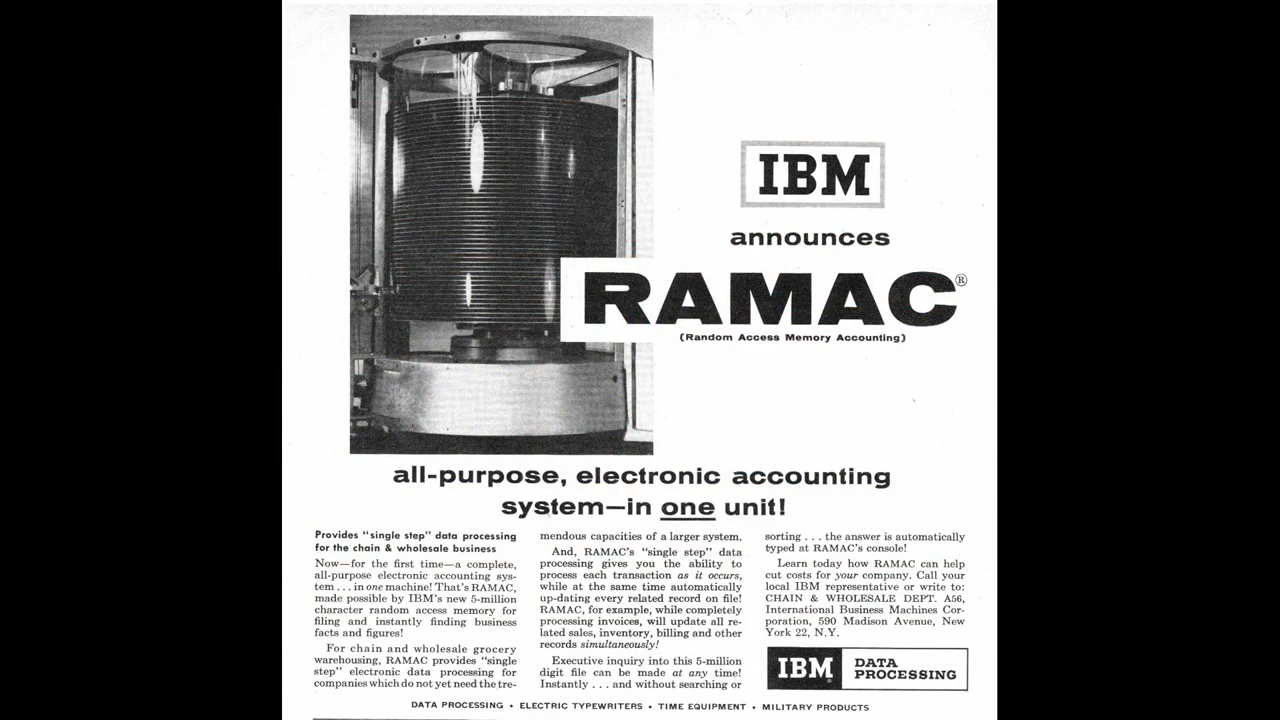 IBM
announces
RAMAC®
(Random Access Memory Accounting)
all-purpose, electronic accounting
system—in one unit!
Provides "single step" data processing
for the chain & wholesale business
Now—for the first time—a complete,
all-purpose electronic accounting sys-
tem . . . in one machine! That's RAMAC,
made possible by IBM's new 5-million
character random access memory for
filing and instantly finding business
facts and figures!
For chain and wholesale grocery
warehousing, RAMAC provides "single
step" electronic data processing for
companies which do not yet need the tre-
mendous capacities of a larger system.
And, RAMAC's "single step" data
processing gives you the ability to
process each transaction as it occurs,
while at the same time automatically
up-dating every related record on file!
RAMAC, for example, while completely
processing invoices, will update all re-
lated sales, inventory, billing and other
records simultaneously!
Executive inquiry into this 5-million
digit file can be made at any time!
Instantly . . . and without searching or
sorting . . . the answer is automatically
typed at RAMAC's console!
Learn today how RAMAC can help
cut costs for your company. Call your
local IBM representative or write to:
CHAIN & WHOLESALE DEPT. A56,
International Business Machines Cor-
poration, 590 Madison Avenue, New
York 22, N.Y.
IBM® DATA
PROCESSING
DATA PROCESSING • ELECTRIC TYPEWRITERS • TIME EQUIPMENT • MILITARY PRODUCTS